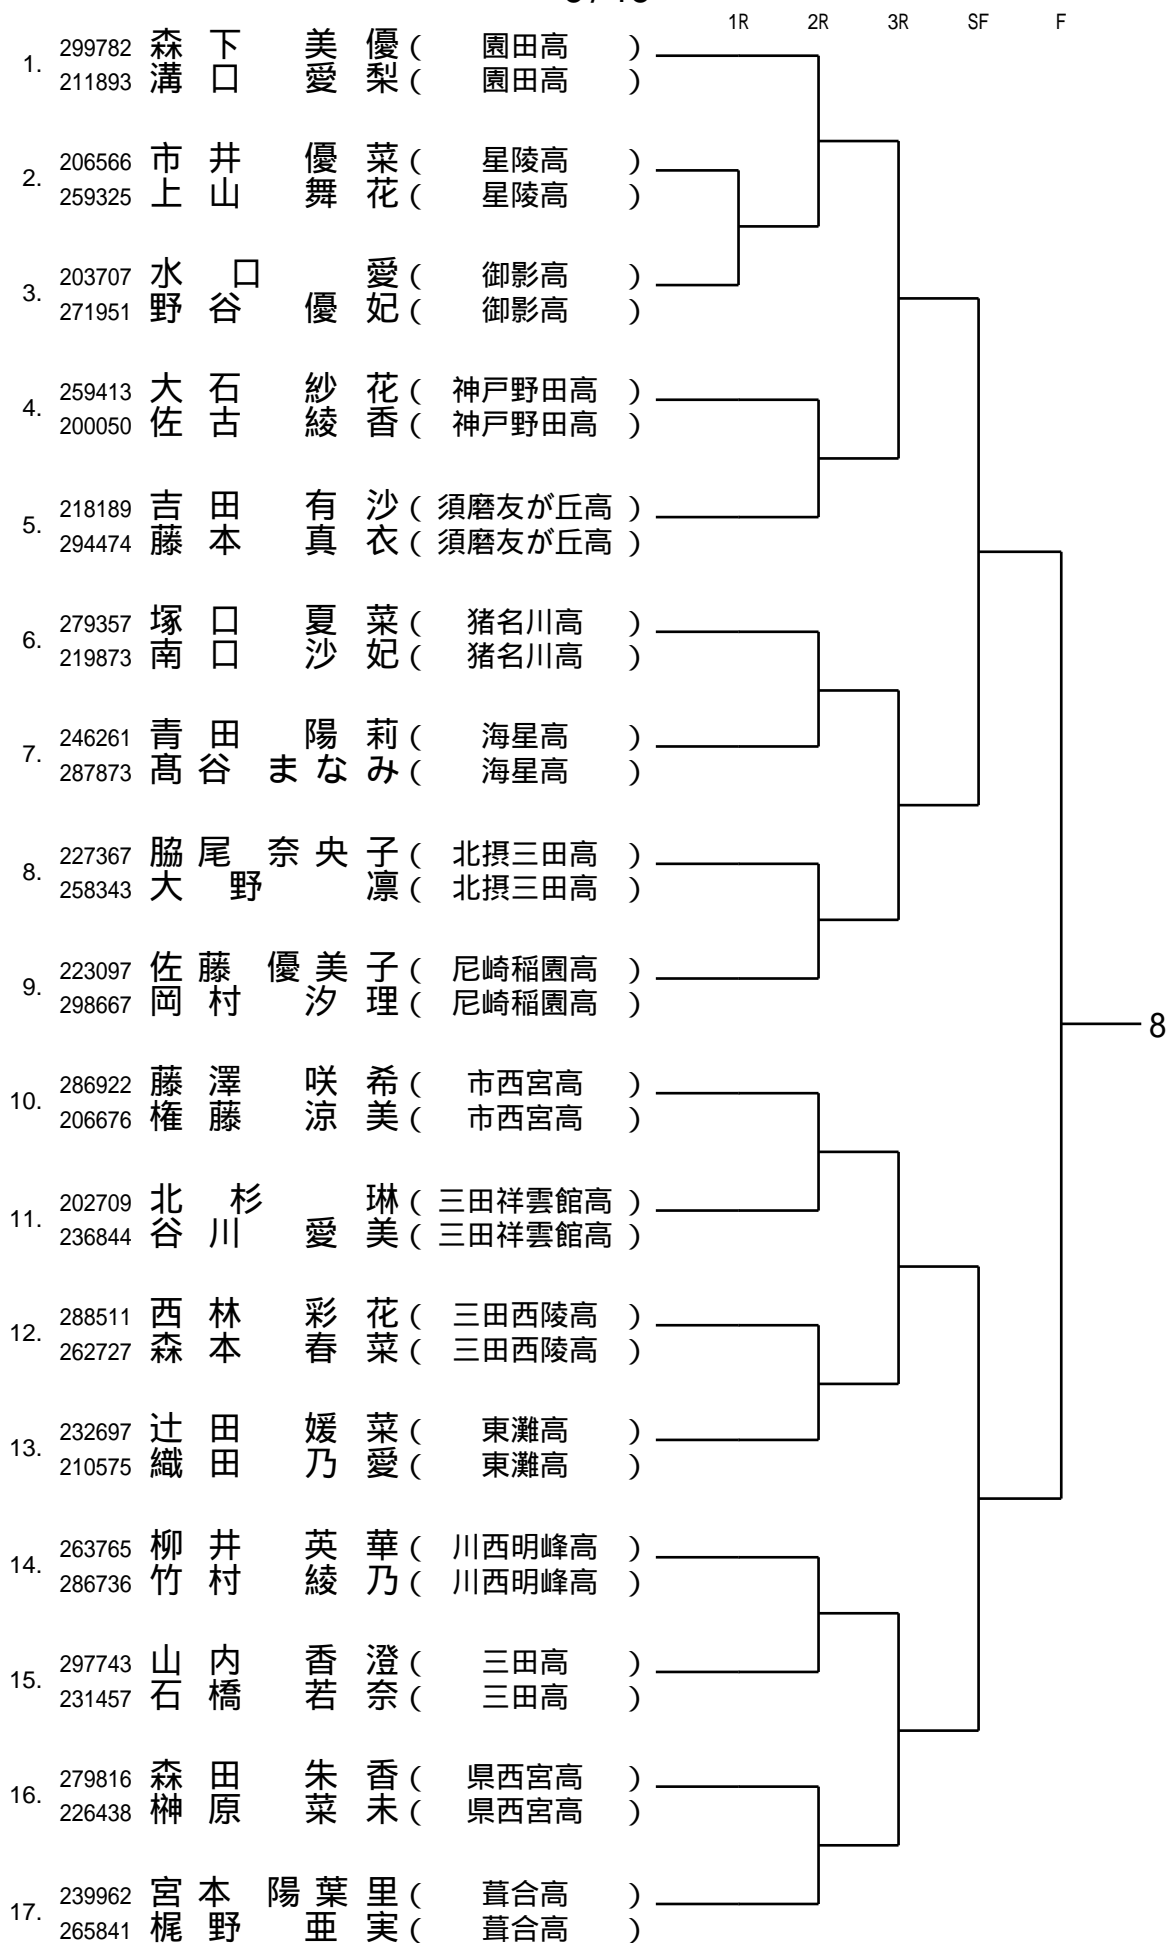 1R 2R 3R SF F
1. 299782 森下 美優 ( 園田高 )
211893 溝口 愛梨 ( 園田高 )
2. 206566 市井 優菜 ( 星陵高 )
259325 上山 舞花 ( 星陵高 )
3. 203707 水口 愛 ( 御影高 )
271951 野谷 優妃 ( 御影高 )
4. 259413 大石 紗花 ( 神戸野田高 )
200050 佐古 綾香 ( 神戸野田高 )
5. 218189 吉田 有沙 ( 須磨友が丘高 )
294474 藤本 真衣 ( 須磨友が丘高 )
6. 279357 塚口 夏菜 ( 猪名川高 )
219873 南口 沙妃 ( 猪名川高 )
7. 246261 青田 陽莉 ( 海星高 )
287873 髙谷 まなみ ( 海星高 )
8. 227367 脇尾 奈央子 ( 北摂三田高 )
258343 大野 凛 ( 北摂三田高 )
9. 223097 佐藤 優美子 ( 尼崎稲園高 )
298667 岡村 汐理 ( 尼崎稲園高 )
8
10. 286922 藤澤 咲希 ( 市西宮高 )
206676 権藤 涼美 ( 市西宮高 )
11. 202709 北杉 琳 ( 三田祥雲館高 )
236844 谷川 愛美 ( 三田祥雲館高 )
12. 288511 西林 彩花 ( 三田西陵高 )
262727 森本 春菜 ( 三田西陵高 )
13. 232697 辻田 媛菜 ( 東灘高 )
210575 織田 乃愛 ( 東灘高 )
14. 263765 柳井 英華 ( 川西明峰高 )
286736 竹村 綾乃 ( 川西明峰高 )
15. 297743 山内 香澄 ( 三田高 )
231457 石橋 若奈 ( 三田高 )
16. 279816 森田 朱香 ( 県西宮高 )
226438 榊原 菜未 ( 県西宮高 )
17. 239962 宮本 陽葉里 ( 葺合高 )
265841 梶野 亜実 ( 葺合高 )